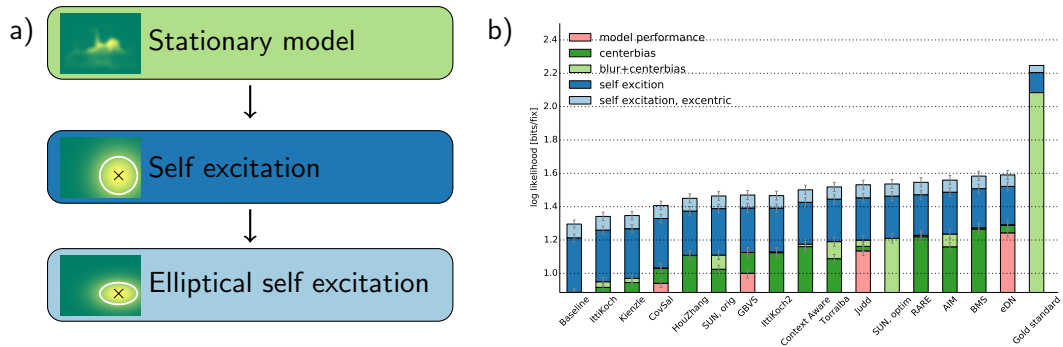 a)
Stationary model
Self excitation
Elliptical self excitation
b)
model performance
centerbias
blur+centerbias
self excition
self excitation, excentric
log likelihood [bits/fix]
2.4
2.2
2.0
1.8
1.6
1.4
1.2
1.0
Baseline
IttiKoch
Kienzle
CovSal
HouZhang
SUN, orig
GBVS
IttiKoch2
Context Aware
Torralba
Judd
SUN, optim
RARE
AIM
BMS
eDN
Gold standard